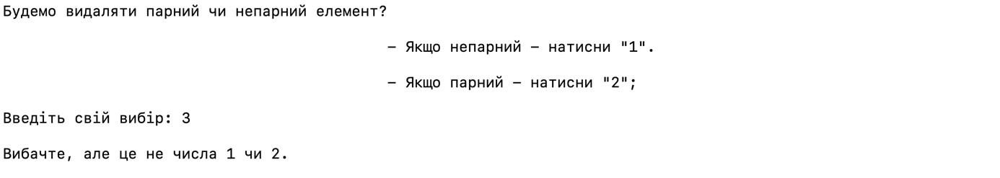 Будемо видаляти парний чи непарний елемент?
– Якщо непарний – натисни "1".
– Якщо парний – натисни "2";
Введіть свій вибір: 3
Вибачте, але це не числа 1 чи 2.